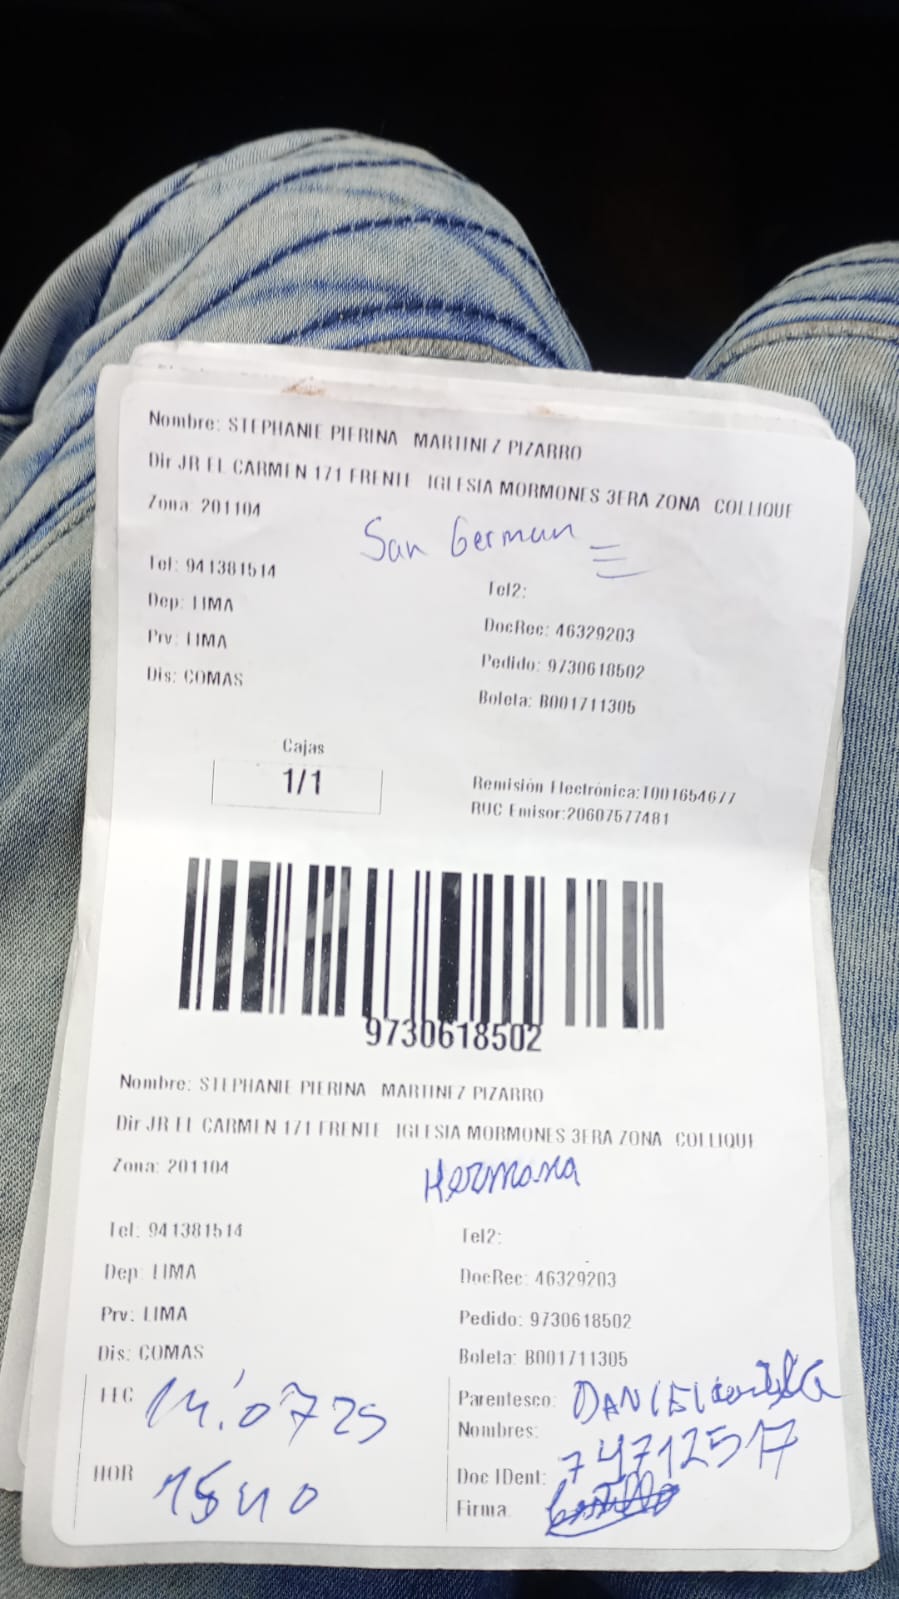 Nombre: STEPHANIE PIERINA MARTINEZ PIZARRO
Dir JR EL CARMEN 171 FRENTE IGLESIA MORMONES 3ERA ZONA COLLIQUE
Zona: 201104
San German
Tel: 941381514
Tel2:
Dep: LIMA
DocRec: 46329203
Prv: LIMA
Pedido: 9730618502
Dis: COMAS
Boleta: B001711305
Cajas
1/1
Remisión Electrónica:T001654677
RUC Emisor:20607577481
9730618502
Nombre: STEPHANIE PIERINA MARTINEZ PIZARRO
Dir JR EL CARMEN 171 FRENTE IGLESIA MORMONES 3ERA ZONA COLLIQUE
Zona: 201104
Hermana
Tel: 941381514
Tel2:
Dep: LIMA
DocRec: 46329203
Prv: LIMA
Pedido: 9730618502
Dis: COMAS
Boleta: B001711305
FEC
Parentesco: DANIEL
Nombres:
HOR 1540
Doc IDent: 74712517
Firma